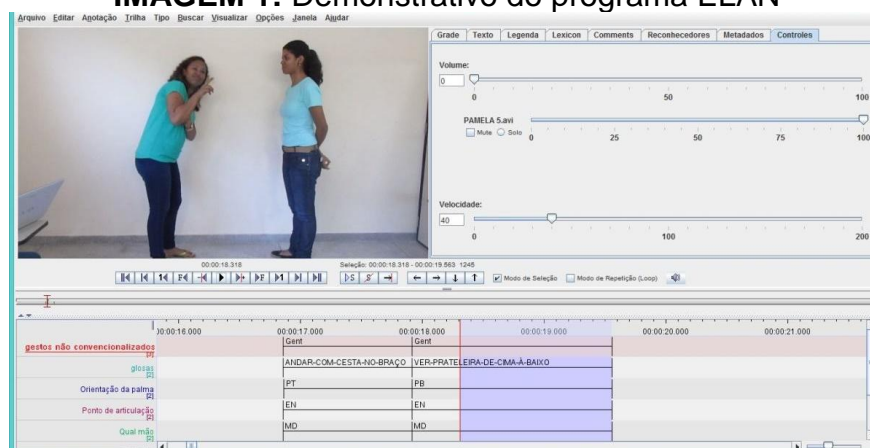 IMAGEM 1: Demonstrativo do programa ELAN
Arquivo Editar Anotação Trilha Tipo Buscar Visualizar Opções Janela Ajudar
Grade Texto Legenda Lexicon Comments Reconhecedores Metadados Controles
Volume:
0
0 50 100
PAMELA 5.avi
Mute Solo
0 25 50 75 100
Velocidade:
40
0 100 200
00:00:18.318 Seleção: 00:00:18.318 - 00:00:19.563 1245
Modo de Seleção Modo de Repetição (Loop)
00:00:16.000 00:00:17.000 00:00:18.000 00:00:19.000 00:00:20.000 00:00:21.000
gestos não convencionalizados Gent Gent
[2]
glosas ANDAR-COM-CESTA-NO-BRAÇO VER-PRATELEIRA-DE-CIMA-À-BAIXO
[2]
Orientação da palma PT PB
[2]
Ponto de articulação EN EN
[2]
Qual mão MD MD
[2]